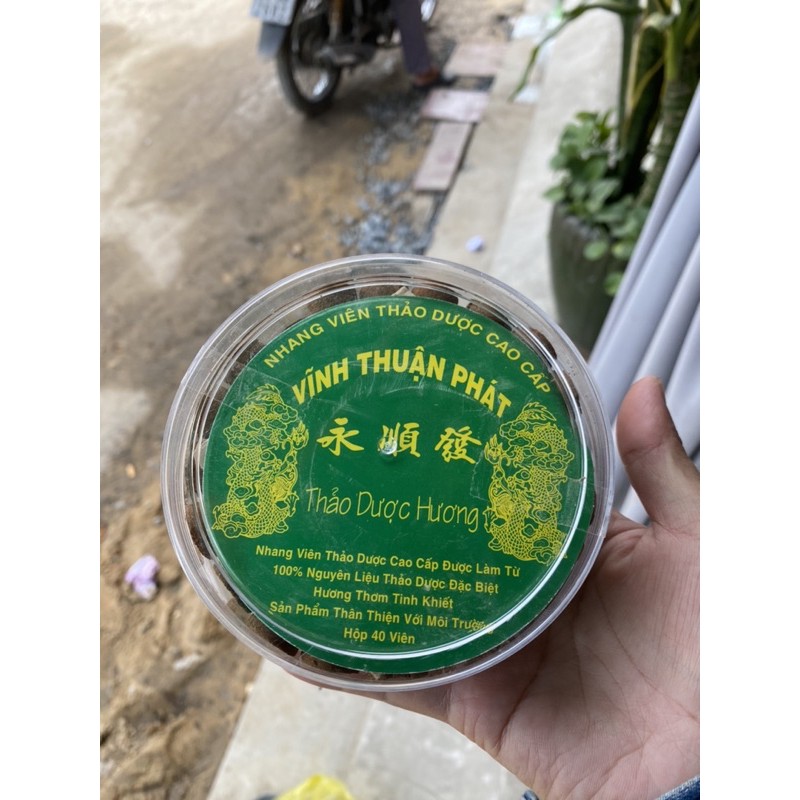 NHANG VIÊN THẢO DƯỢC CAO CẤP
VĨNH THUẬN PHÁT
永順發
Thảo Dược Hương
Nhang Viên Thảo Dược Cao Cấp Được Làm Từ
100% Nguyên Liệu Thảo Dược Đặc Biệt
Hương Thơm Tinh Khiết
Sản Phẩm Thân Thiện Với Môi Trường
Hộp 40 Viên